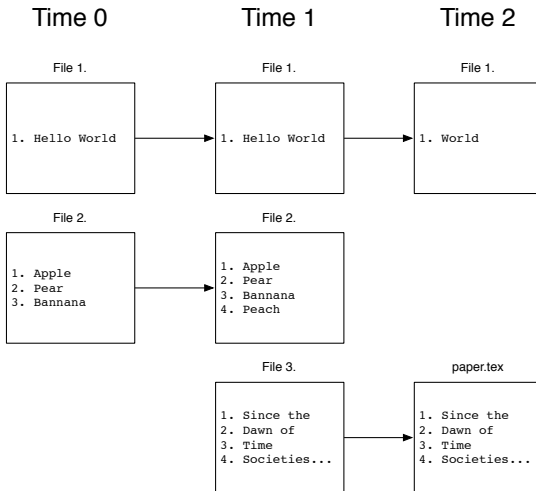 Time 0
Time 1
Time 2
File 1.
File 1.
File 1.
1. Hello World
1. Hello World
1. World
File 2.
File 2.
1. Apple
2. Pear
3. Bannana
1. Apple
2. Pear
3. Bannana
4. Peach
File 3.
paper.tex
1. Since the
2. Dawn of
3. Time
4. Societies...
1. Since the
2. Dawn of
3. Time
4. Societies...